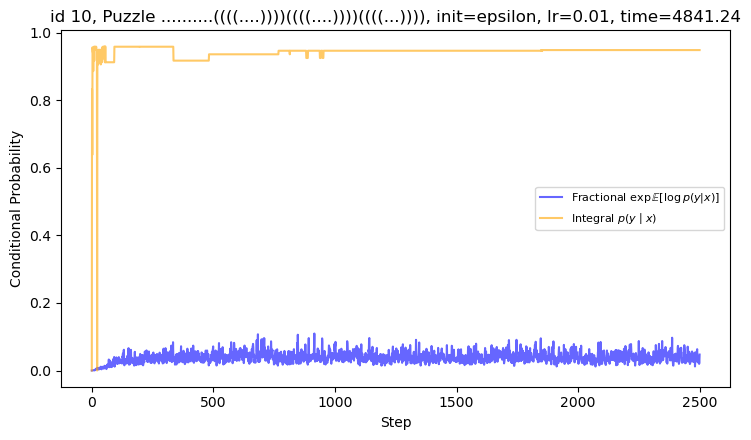 id 10, Puzzle ..........((((....))))((((....))))((((...)))), init=epsilon, lr=0.01, time=4841.24
1.0
0.8
0.6
0.4
0.2
0.0
Conditional Probability
Fractional exp𝔼[log p(y|x)]
Integral p(y | x)
0
500
1000
1500
2000
2500
Step